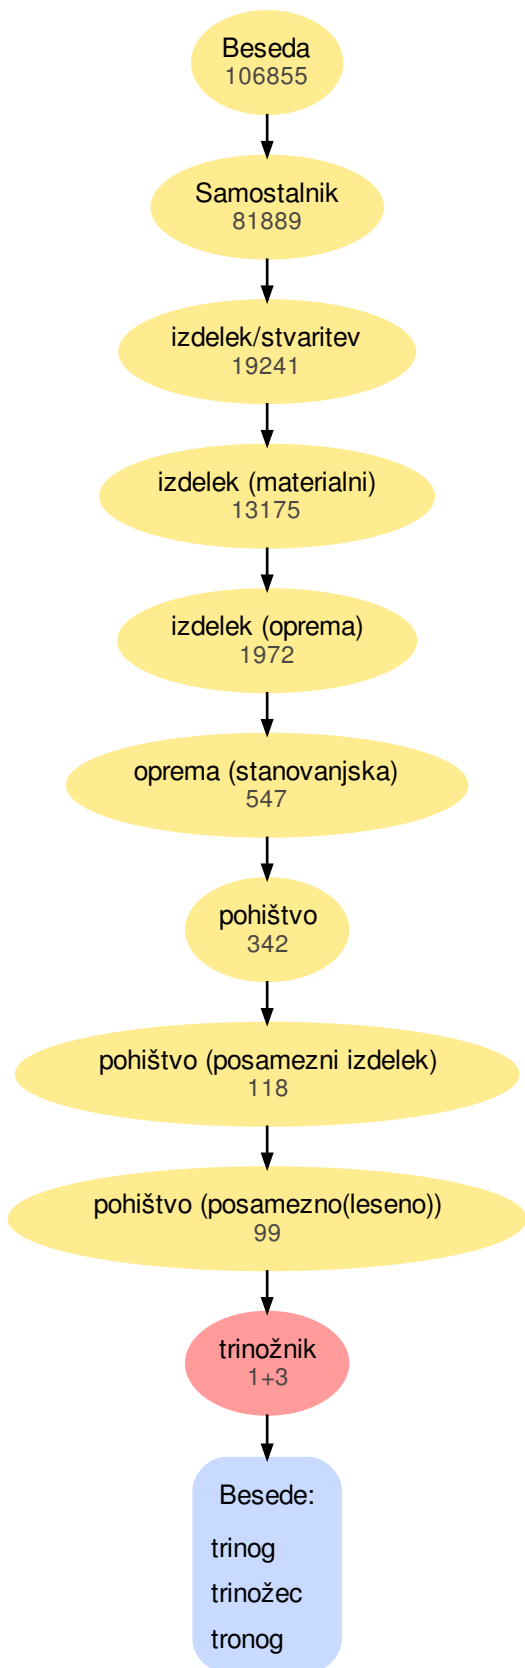 Beseda
106855
Samostalnik
81889
izdelek/stvaritev
19241
izdelek (materialni)
13175
izdelek (oprema)
1972
oprema (stanovanjska)
547
pohištvo
342
pohištvo (posamezni izdelek)
118
pohištvo (posamezno(leseno))
99
trinožnik
1+3
Besede:
trinog
trinožec
tronog